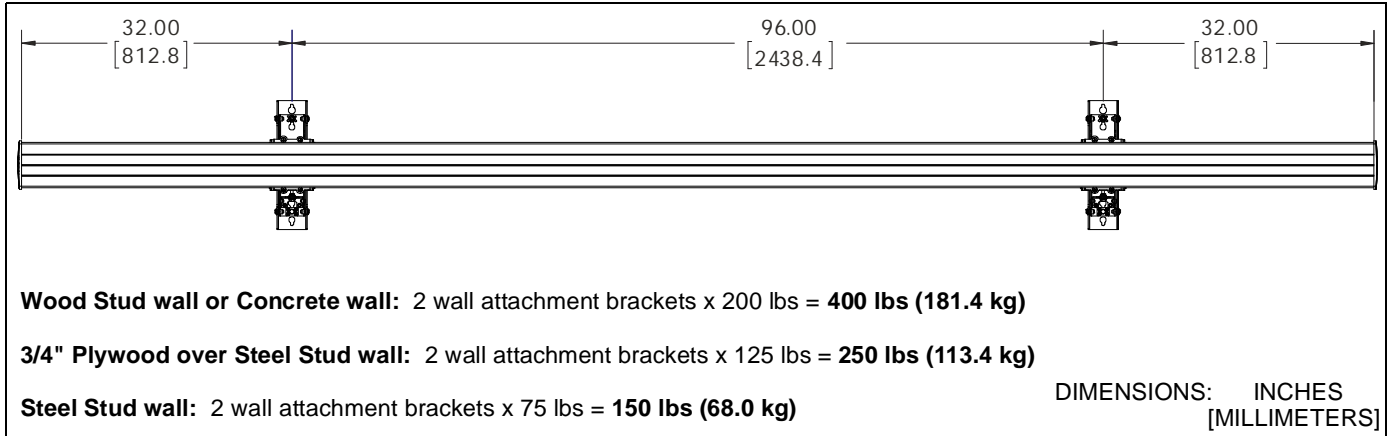 32.00 96.00 32.00
[812.8] [2438.4] [812.8]
Wood Stud wall or Concrete wall: 2 wall attachment brackets x 200 lbs = 400 lbs (181.4 kg)
3/4" Plywood over Steel Stud wall: 2 wall attachment brackets x 125 lbs = 250 lbs (113.4 kg)
Steel Stud wall: 2 wall attachment brackets x 75 lbs = 150 lbs (68.0 kg)
DIMENSIONS: INCHES
[MILLIMETERS]